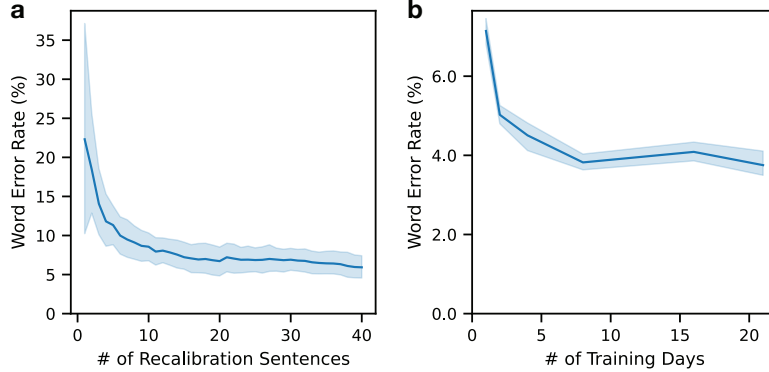 a
35
30
25
20
15
10
5
0
Word Error Rate (%)
0 10 20 30 40
# of Recalibration Sentences
b
6.0
4.0
2.0
0.0
Word Error Rate (%)
0 5 10 15 20
# of Training Days